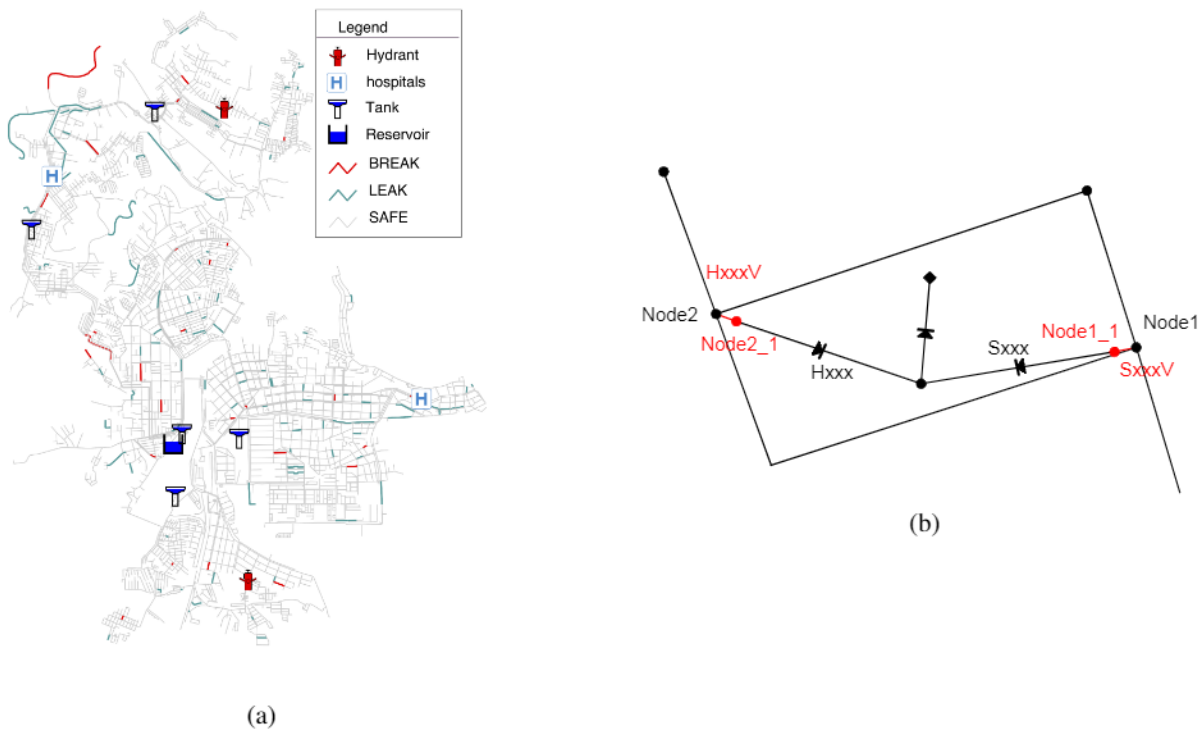 Legend
Hydrant
H hospitals
Tank
Reservoir
BREAK
LEAK
SAFE
H
H
(a)
HxxxV
Node2
Node2_1
Hxxx
Sxxx
Node1_1
Node1
SxxxV
(b)